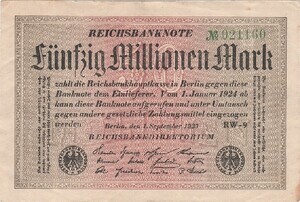 REICHSBANKNOTE
№ 021160
Fünfzig Millionen Mark
zahlt die Reichsbankhauptkasse in Berlin gegen diese
Banknote dem Einlieferer. Vom 1. Januar 1924 ab
kann diese Banknote aufgerufen und unter Umtausch
gegen andere gesetzliche Zahlungsmittel eingezogen
werden
Berlin, den 1. September 1923
RW-9
REICHSBANKDIREKTORIUM